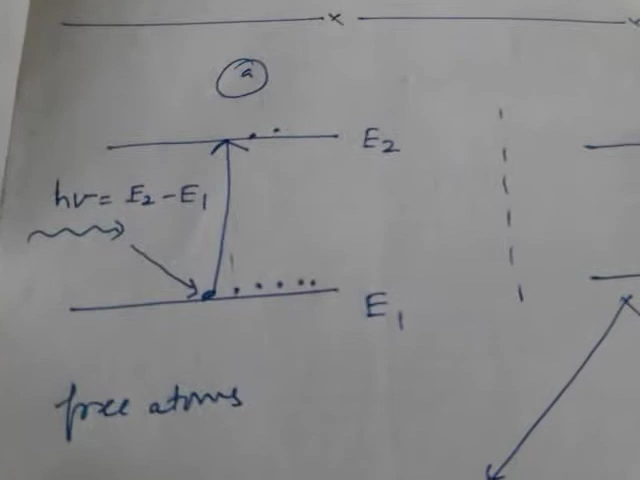 a
E₂
hν = E₂ - E₁
E₁
free atoms